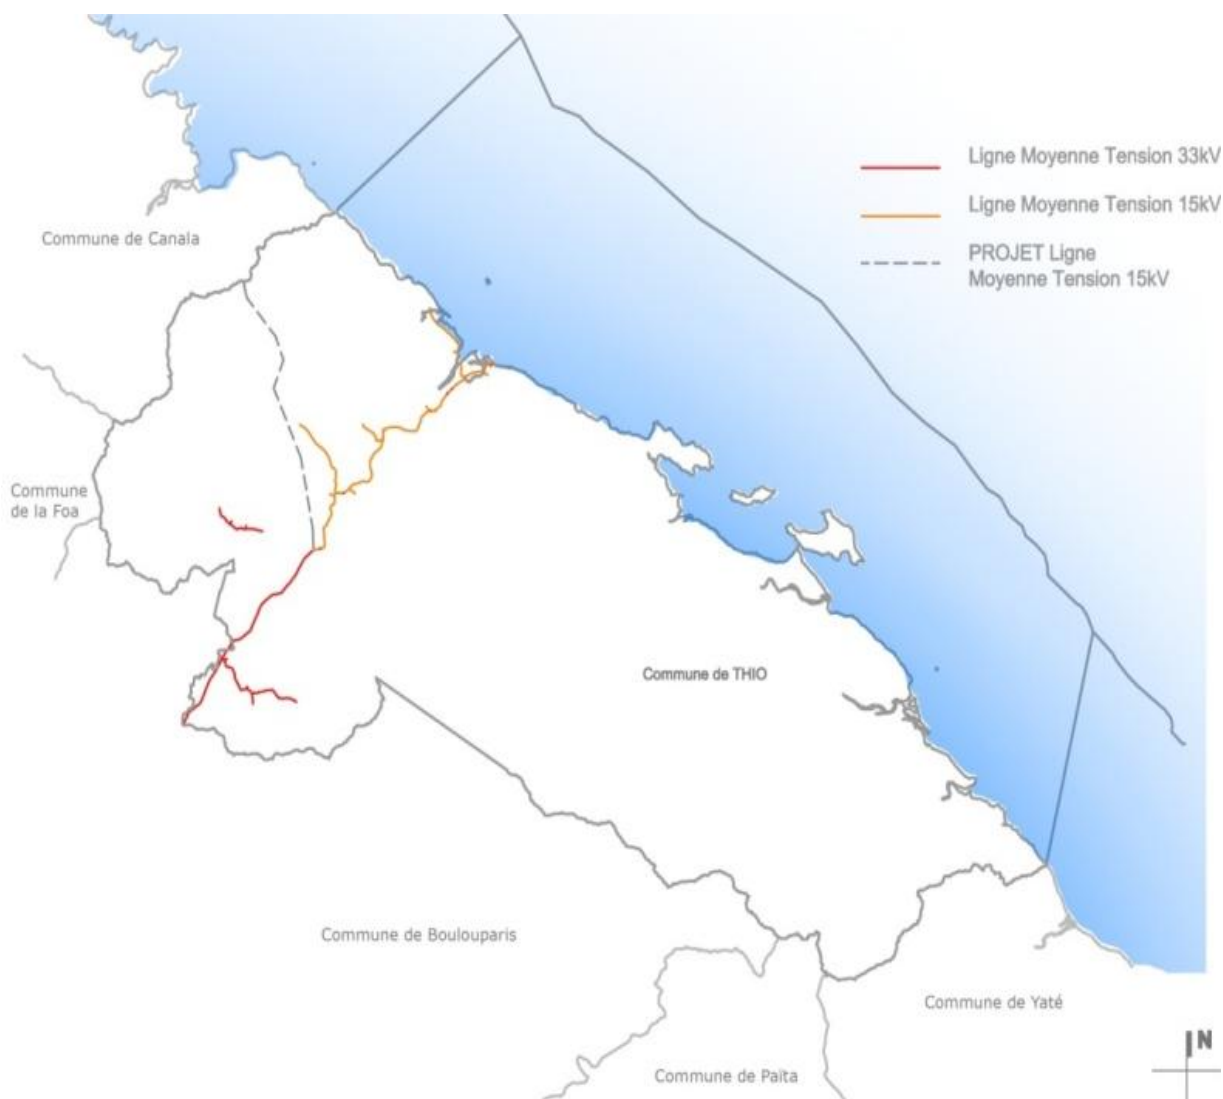 Ligne Moyenne Tension 33kV
Ligne Moyenne Tension 15kV
PROJET Ligne
Moyenne Tension 15kV
Commune de Canala
Commune
de la Foa
Commune de THIO
Commune de Boulouparis
Commune de Yaté
Commune de Païta
N